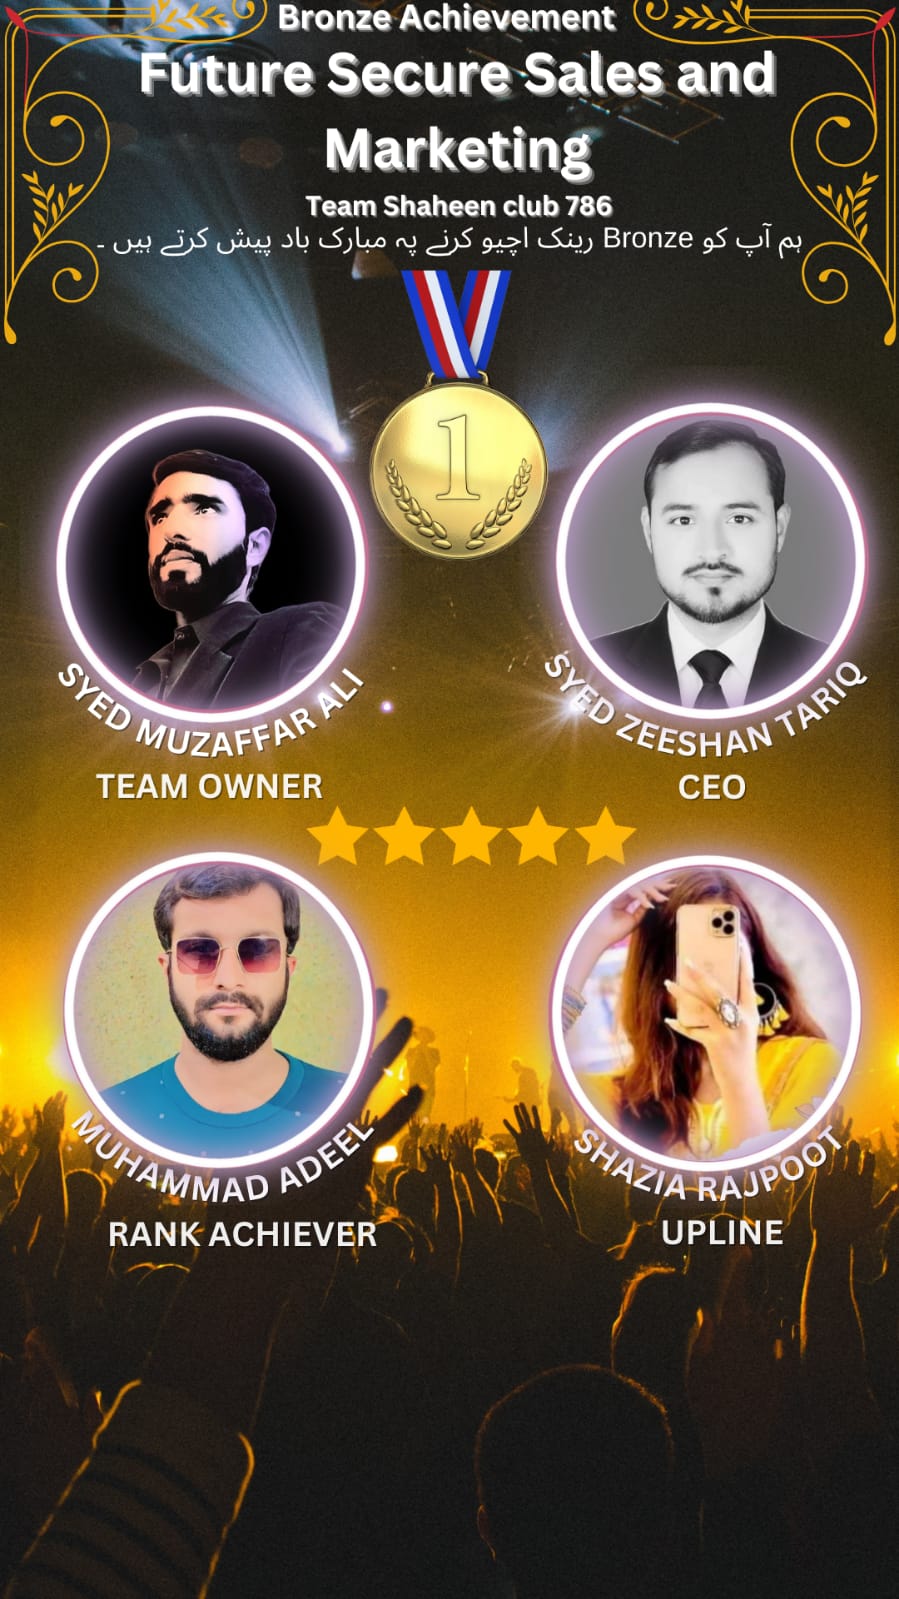 Bronze Achievement
Future Secure Sales and
Marketing
Team Shaheen club 786
ہم آپ کو Bronze رینک اچیو کرنے پہ مبارک باد پیش کرتے ہیں ۔
1
SYED MUZAFFAR ALI
TEAM OWNER
SYED ZEESHAN TARIQ
CEO
MUHAMMAD ADEEL
RANK ACHIEVER
SHAZIA RAJPOOT
UPLINE